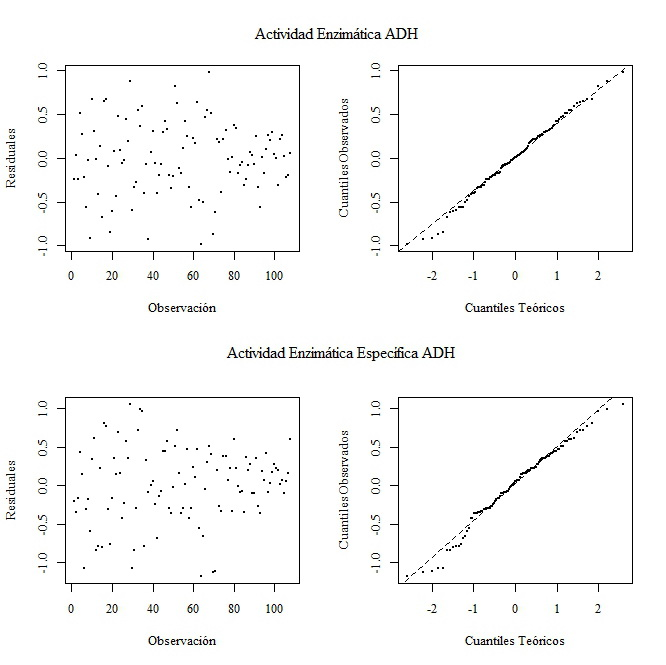 Actividad Enzimática ADH
Residuales
1.0
0.5
0.0
-0.5
-1.0
0 20 40 60 80 100
Observación
Cuantiles Observados
1.0
0.5
0.0
-0.5
-1.0
-2 -1 0 1 2
Cuantiles Teóricos
Actividad Enzimática Específica ADH
Residuales
1.0
0.5
0.0
-0.5
-1.0
0 20 40 60 80 100
Observación
Cuantiles Observados
1.0
0.5
0.0
-0.5
-1.0
-2 -1 0 1 2
Cuantiles Teóricos